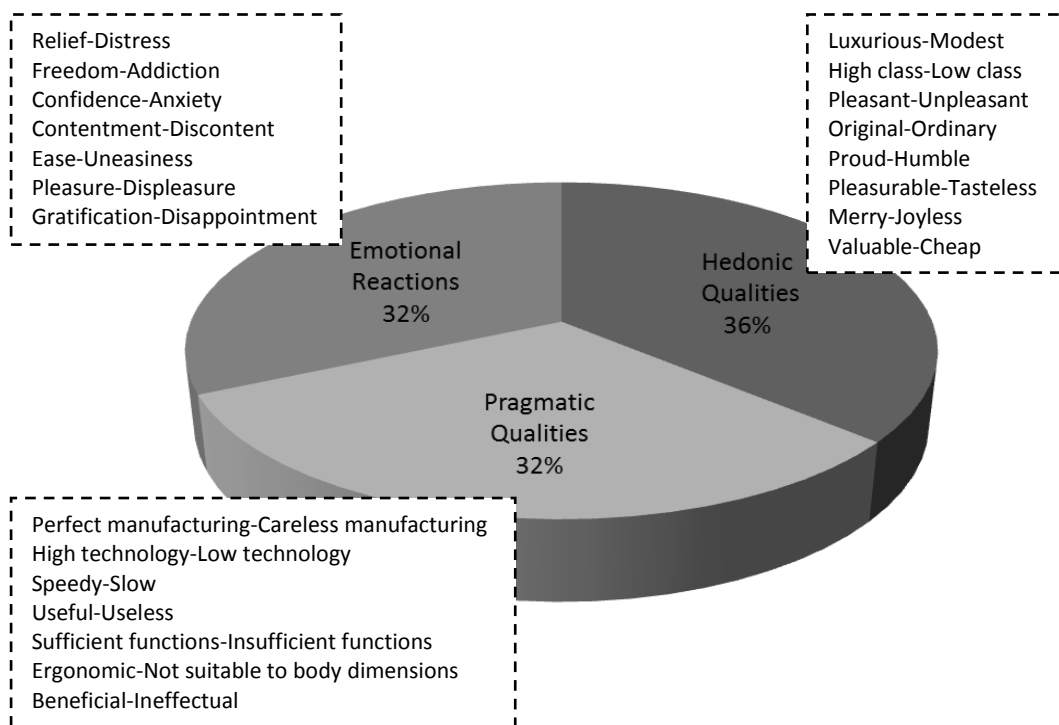 Relief-Distress
Freedom-Addiction
Confidence-Anxiety
Contentment-Discontent
Ease-Uneasiness
Pleasure-Displeasure
Gratification-Disappointment
Luxurious-Modest
High class-Low class
Pleasant-Unpleasant
Original-Ordinary
Proud-Humble
Pleasurable-Tasteless
Merry-Joyless
Valuable-Cheap
Emotional
Reactions
32%
Hedonic
Qualities
36%
Pragmatic
Qualities
32%
Perfect manufacturing-Careless manufacturing
High technology-Low technology
Speedy-Slow
Useful-Useless
Sufficient functions-Insufficient functions
Ergonomic-Not suitable to body dimensions
Beneficial-Ineffectual